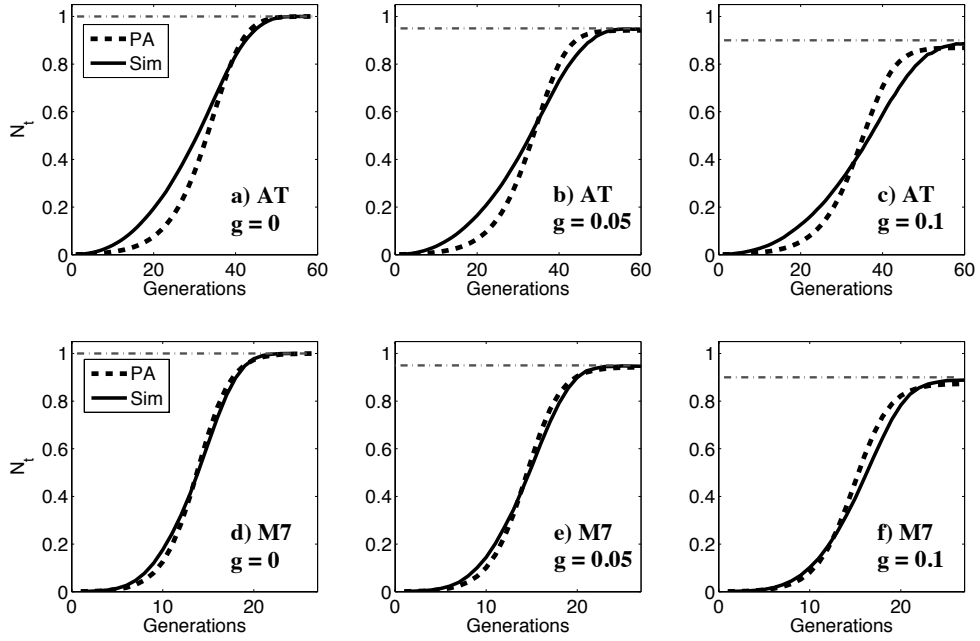 1
0.8
0.6
0.4
0.2
0
N_t
PA
Sim
a) AT
g = 0
0 20 40 60
Generations
1
0.8
0.6
0.4
0.2
0
b) AT
g = 0.05
0 20 40 60
Generations
1
0.8
0.6
0.4
0.2
0
c) AT
g = 0.1
0 20 40 60
Generations
1
0.8
0.6
0.4
0.2
0
N_t
PA
Sim
d) M7
g = 0
0 10 20
Generations
1
0.8
0.6
0.4
0.2
0
e) M7
g = 0.05
0 10 20
Generations
1
0.8
0.6
0.4
0.2
0
f) M7
g = 0.1
0 10 20
Generations